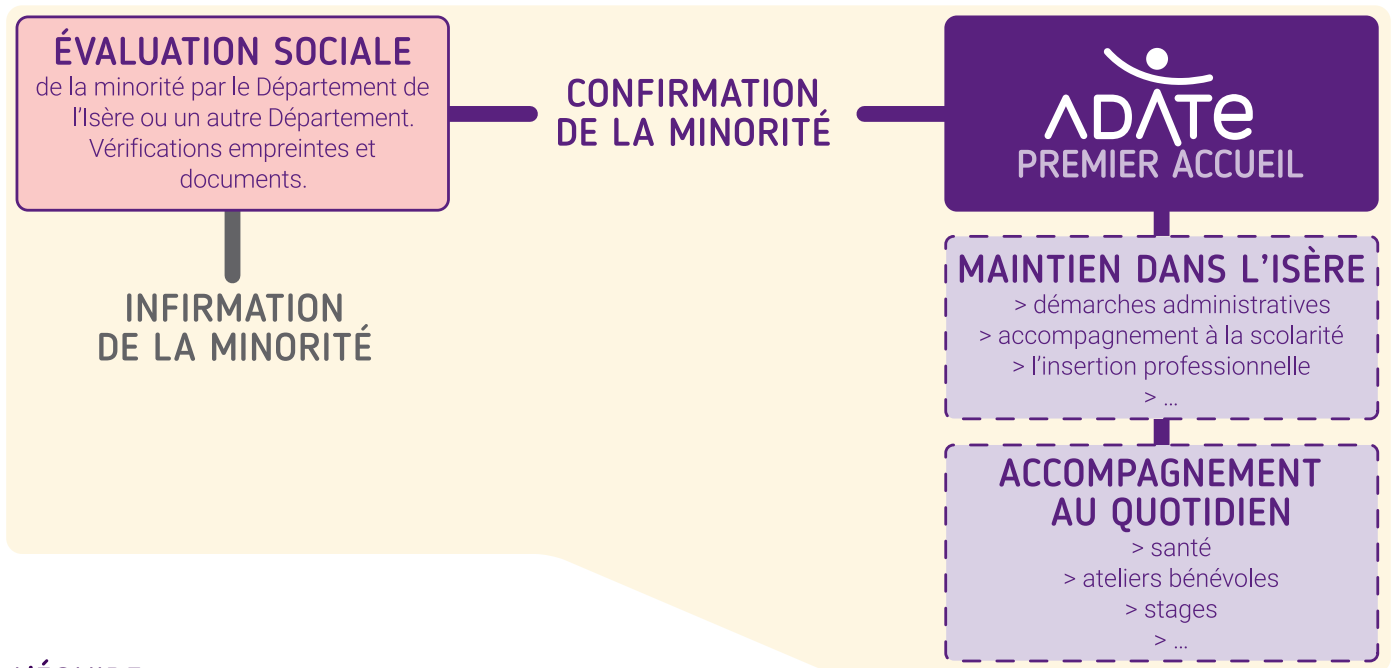 ÉVALUATION SOCIALE
de la minorité par le Département de
l'Isère ou un autre Département.
Vérifications empreintes et
documents.
CONFIRMATION
DE LA MINORITÉ
ADATe
PREMIER ACCUEIL
INFIRMATION
DE LA MINORITÉ
MAINTIEN DANS L'ISÈRE
> démarches administratives
> accompagnement à la scolarité
> l'insertion professionnelle
> ...
ACCOMPAGNEMENT
AU QUOTIDIEN
> santé
> ateliers bénévoles
> stages
> ...